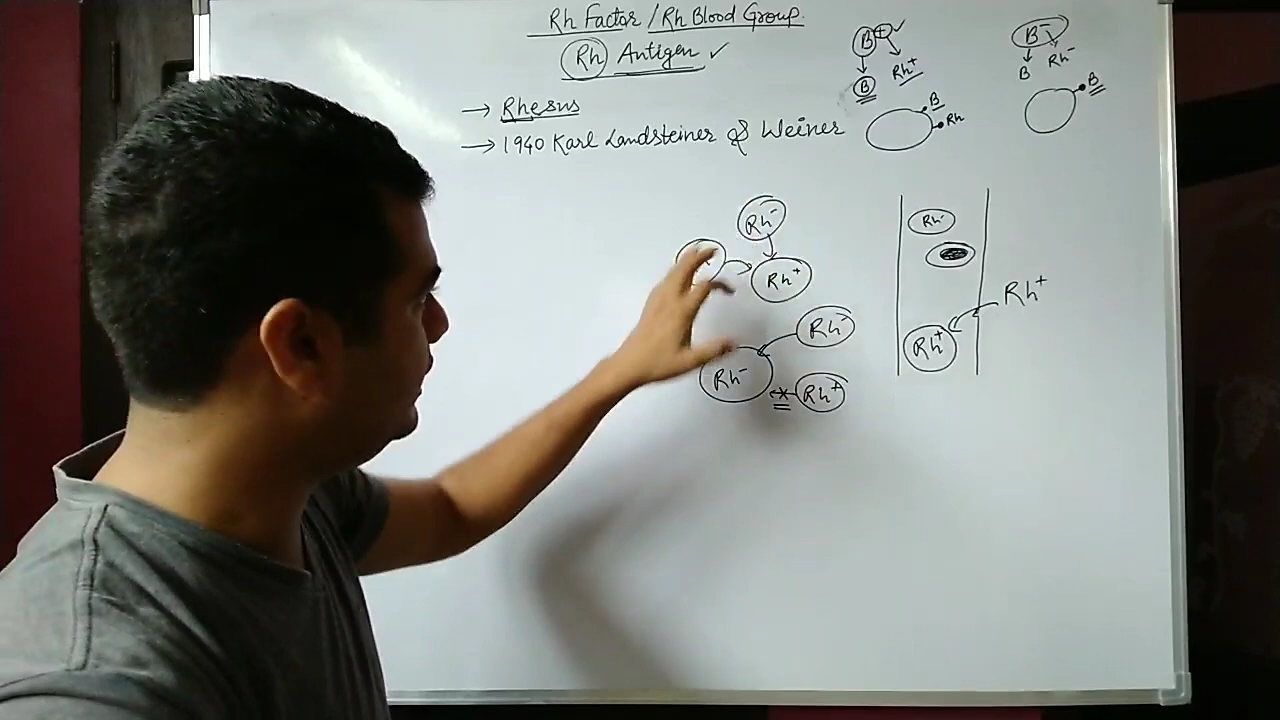 Rh Factor / Rh Blood Group
Rh Antigen ✓
→ Rhesus
→ 1940 Karl Landsteiner & Weiner
B+ ✓
Rh+
B
B
Rh
B-
B
Rh-
B
Rh-
Rh+
Rh-
Rh-
Rh+
Rh-
Rh+
Rh+